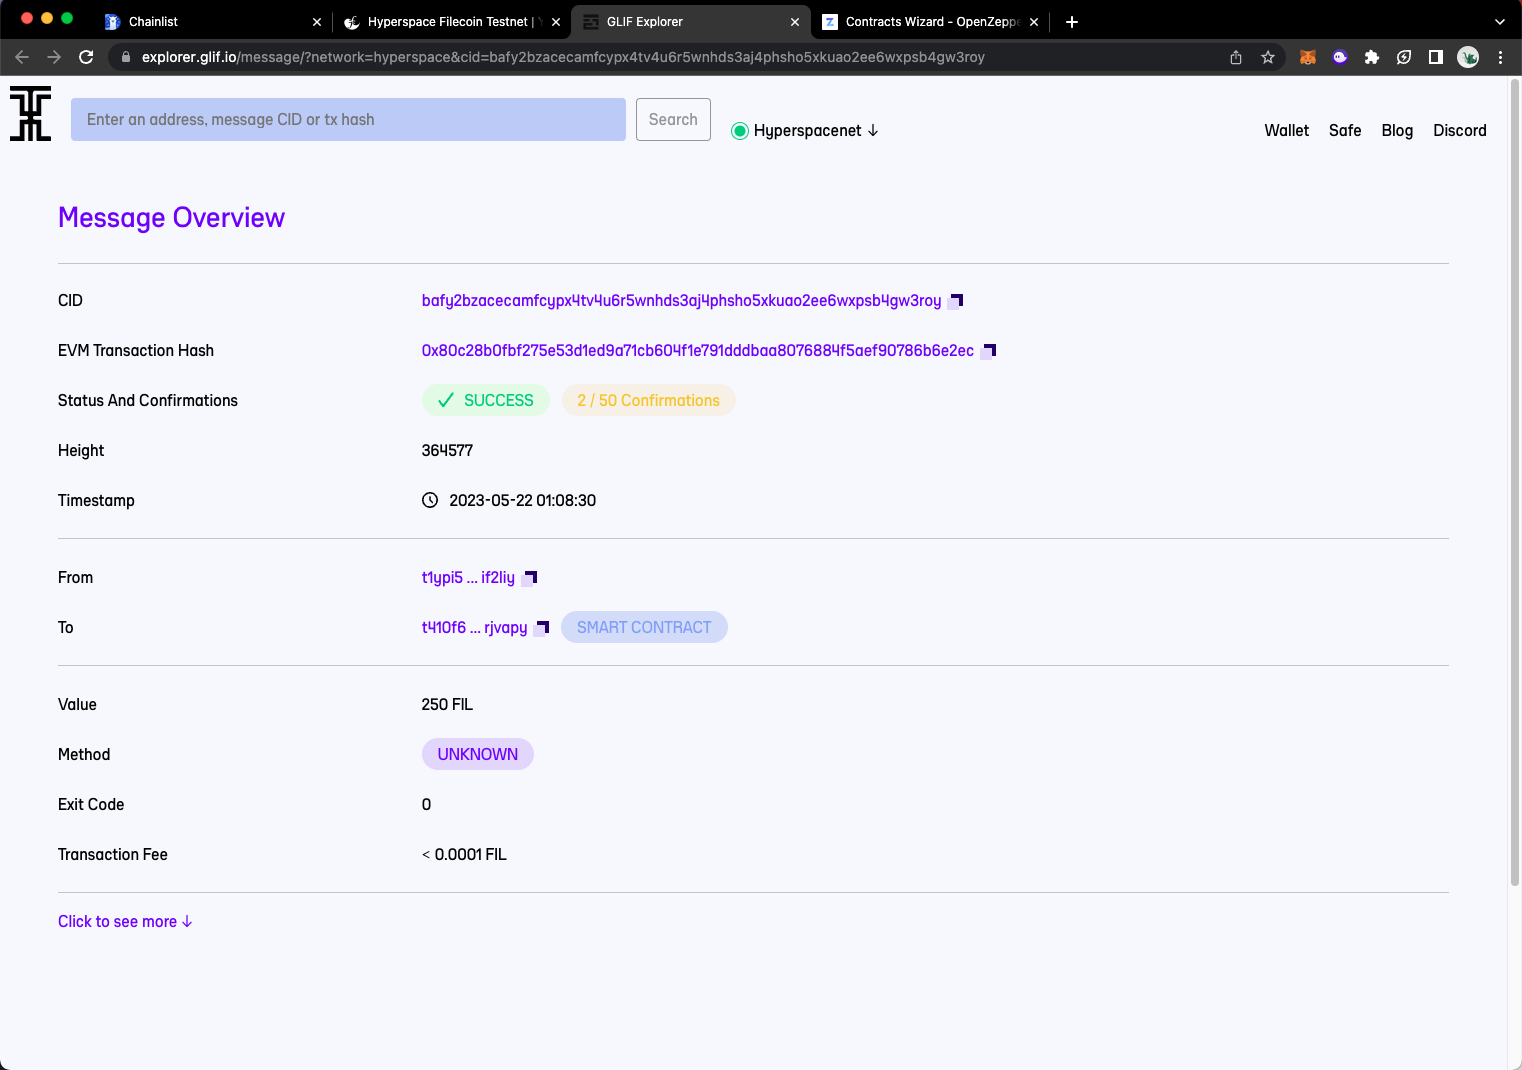 Chainlist
Hyperspace Filecoin Testnet |
GLIF Explorer
Contracts Wizard - OpenZeppe
explorer.glif.io/message/?network=hyperspace&cid=bafy2bzacecamfcypx4tv4u6r5wnhds3aj4phsho5xkuao2ee6wxpsb4gw3roy
Enter an address, message CID or tx hash
Search
Hyperspacenet ↓
Wallet Safe Blog Discord
Message Overview
CID bafy2bzacecamfcypx4tv4u6r5wnhds3aj4phsho5xkuao2ee6wxpsb4gw3roy
EVM Transaction Hash 0x80c28b0fbf275e53d1ed9a71cb604f1e791dddbaa8076884f5aef90786b6e2ec
Status And Confirmations SUCCESS 2 / 50 Confirmations
Height 364577
Timestamp 2023-05-22 01:08:30
From t1ypi5 ... if2liy
To t410f6 ... rjvapy SMART CONTRACT
Value 250 FIL
Method UNKNOWN
Exit Code 0
Transaction Fee < 0.0001 FIL
Click to see more ↓